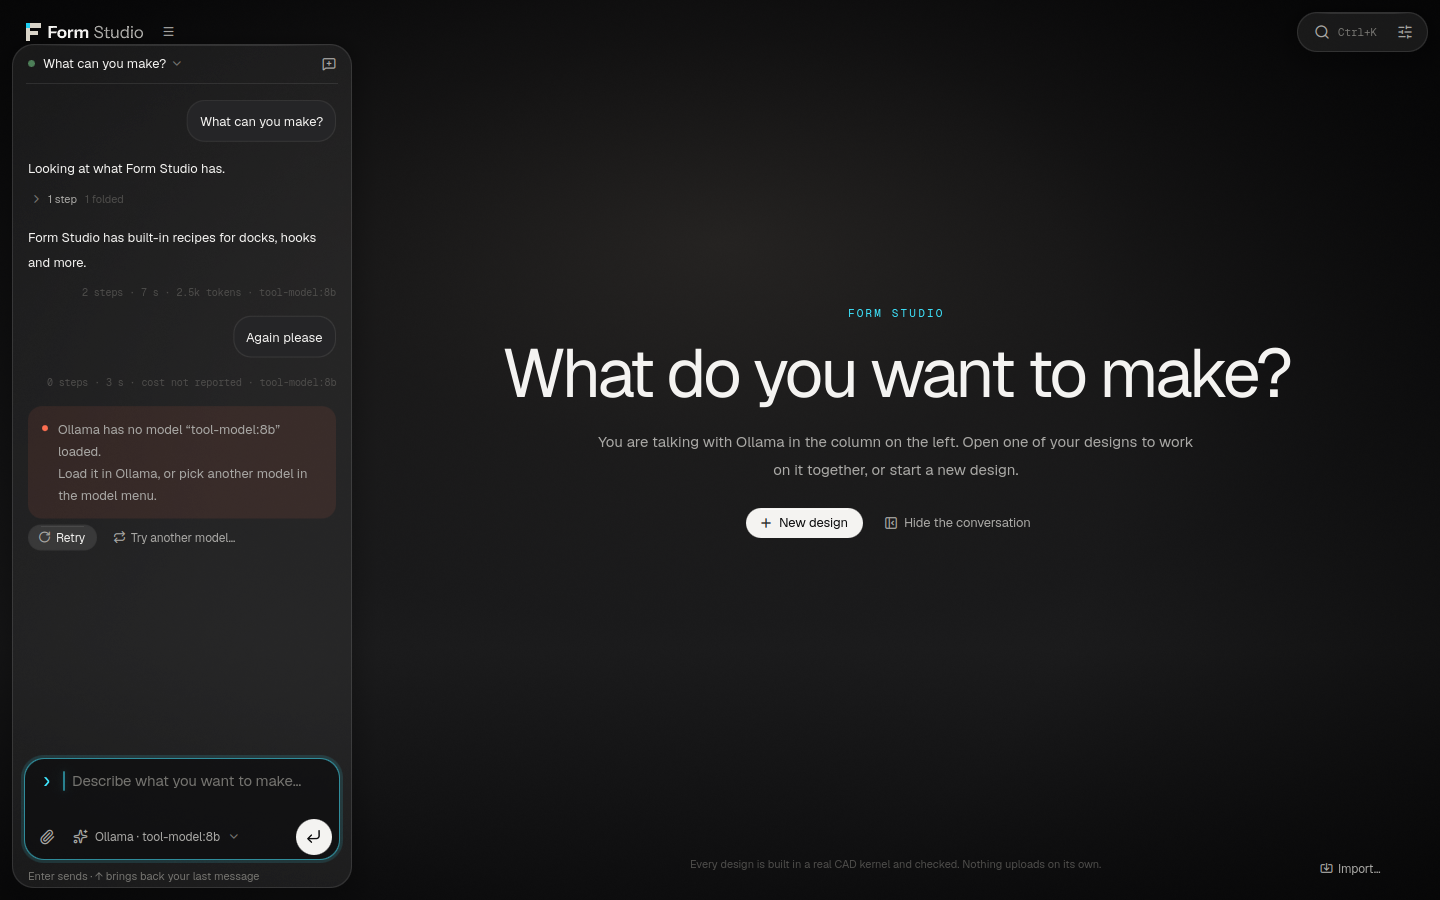 Form Studio
Ctrl+K
What can you make?
What can you make?
Looking at what Form Studio has.
1 step 1 folded
Form Studio has built-in recipes for docks, hooks
and more.
2 steps · 7 s · 2.5k tokens · tool-model:8b
Again please
0 steps · 3 s · cost not reported · tool-model:8b
Ollama has no model “tool-model:8b”
loaded.
Load it in Ollama, or pick another model in
the model menu.
Retry
Try another model…
Describe what you want to make…
Ollama · tool-model:8b
Enter sends · ↑ brings back your last message
FORM STUDIO
What do you want to make?
You are talking with Ollama in the column on the left. Open one of your designs to work
on it together, or start a new design.
New design
Hide the conversation
Every design is built in a real CAD kernel and checked. Nothing uploads on its own.
Import…